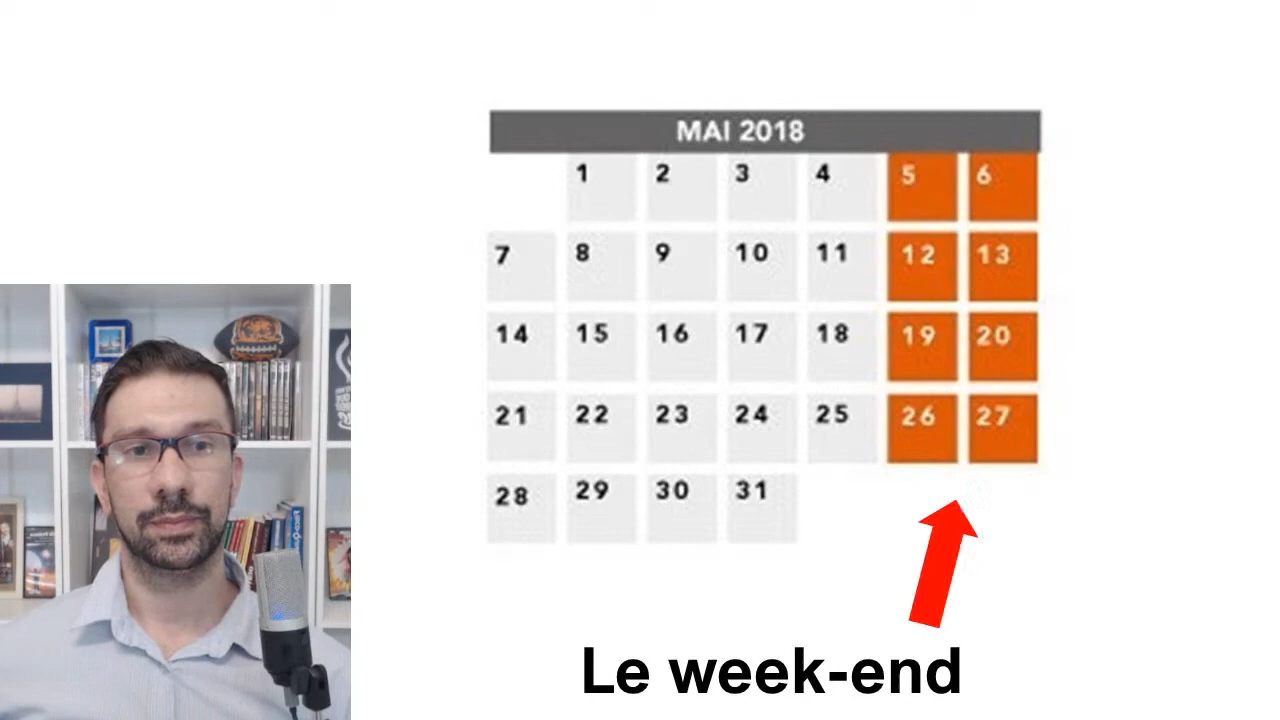 MAI 2018
1 2 3 4 5 6
7 8 9 10 11 12 13
14 15 16 17 18 19 20
21 22 23 24 25 26 27
28 29 30 31
Le week-end